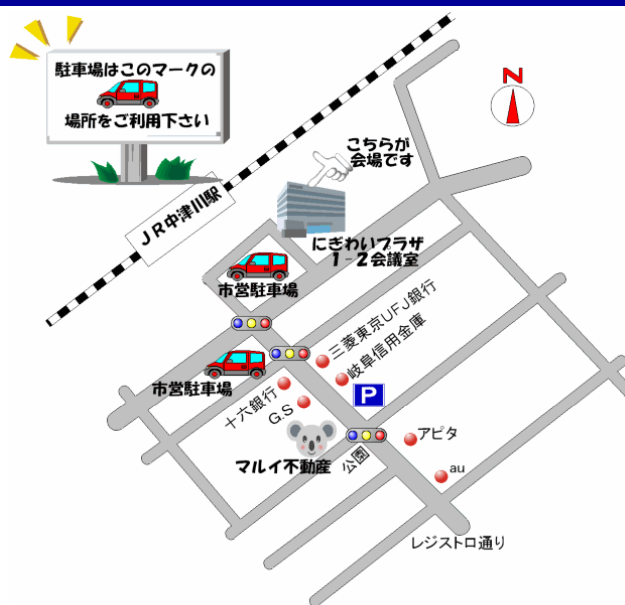 駐車場はこのマークの
場所をご利用下さい
N
こちらが
会場です
JR中津川駅
にぎわいプラザ
1-2会議室
市営駐車場
三菱東京UFJ銀行
岐阜信用金庫
市営駐車場
P
十六銀行
G.S
アピタ
マルイ不動産
公園
au
レジストロ通り